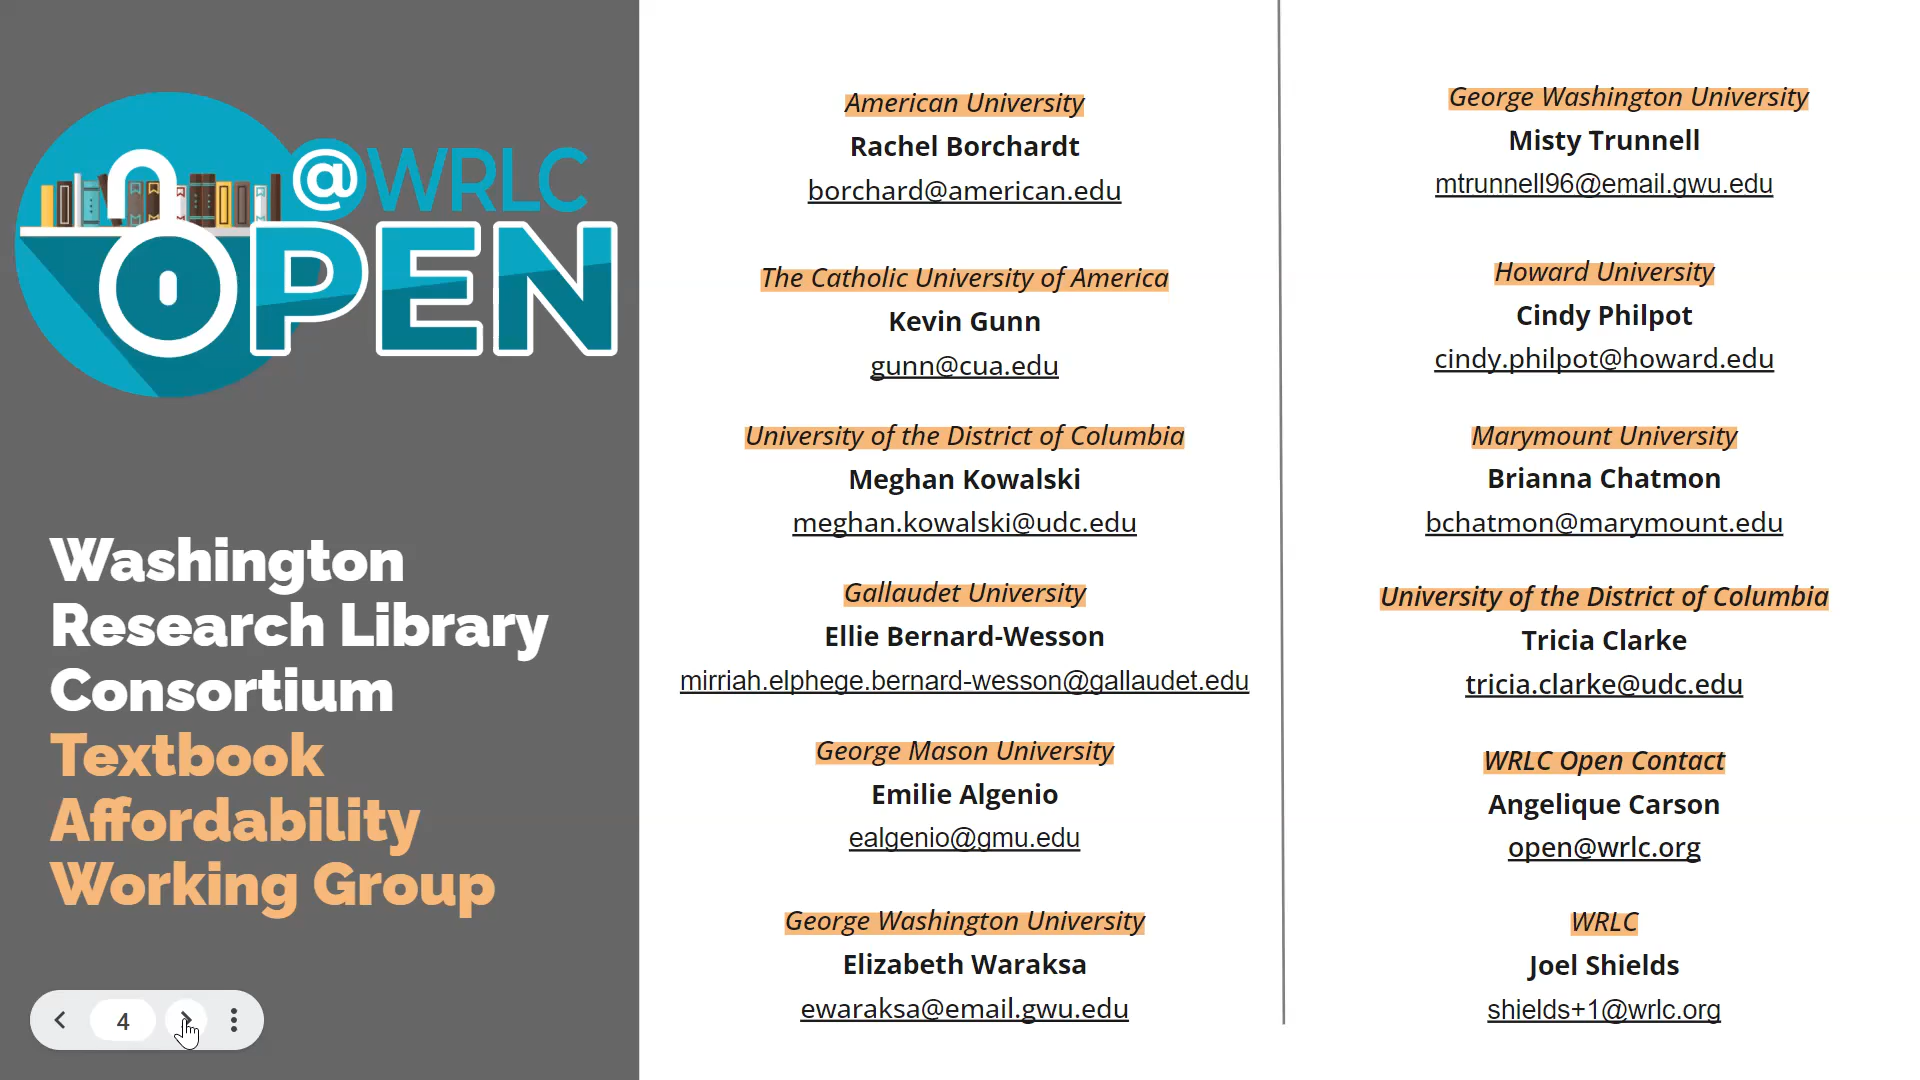 @WRLC
OPEN
Washington
Research Library
Consortium
Textbook
Affordability
Working Group
4
American University
Rachel Borchardt
borchard@american.edu
The Catholic University of America
Kevin Gunn
gunn@cua.edu
University of the District of Columbia
Meghan Kowalski
meghan.kowalski@udc.edu
Gallaudet University
Ellie Bernard-Wesson
mirriah.elphege.bernard-wesson@gallaudet.edu
George Mason University
Emilie Algenio
ealgenio@gmu.edu
George Washington University
Elizabeth Waraksa
ewaraksa@email.gwu.edu
George Washington University
Misty Trunnell
mtrunnell96@email.gwu.edu
Howard University
Cindy Philpot
cindy.philpot@howard.edu
Marymount University
Brianna Chatmon
bchatmon@marymount.edu
University of the District of Columbia
Tricia Clarke
tricia.clarke@udc.edu
WRLC Open Contact
Angelique Carson
open@wrlc.org
WRLC
Joel Shields
shields+1@wrlc.org